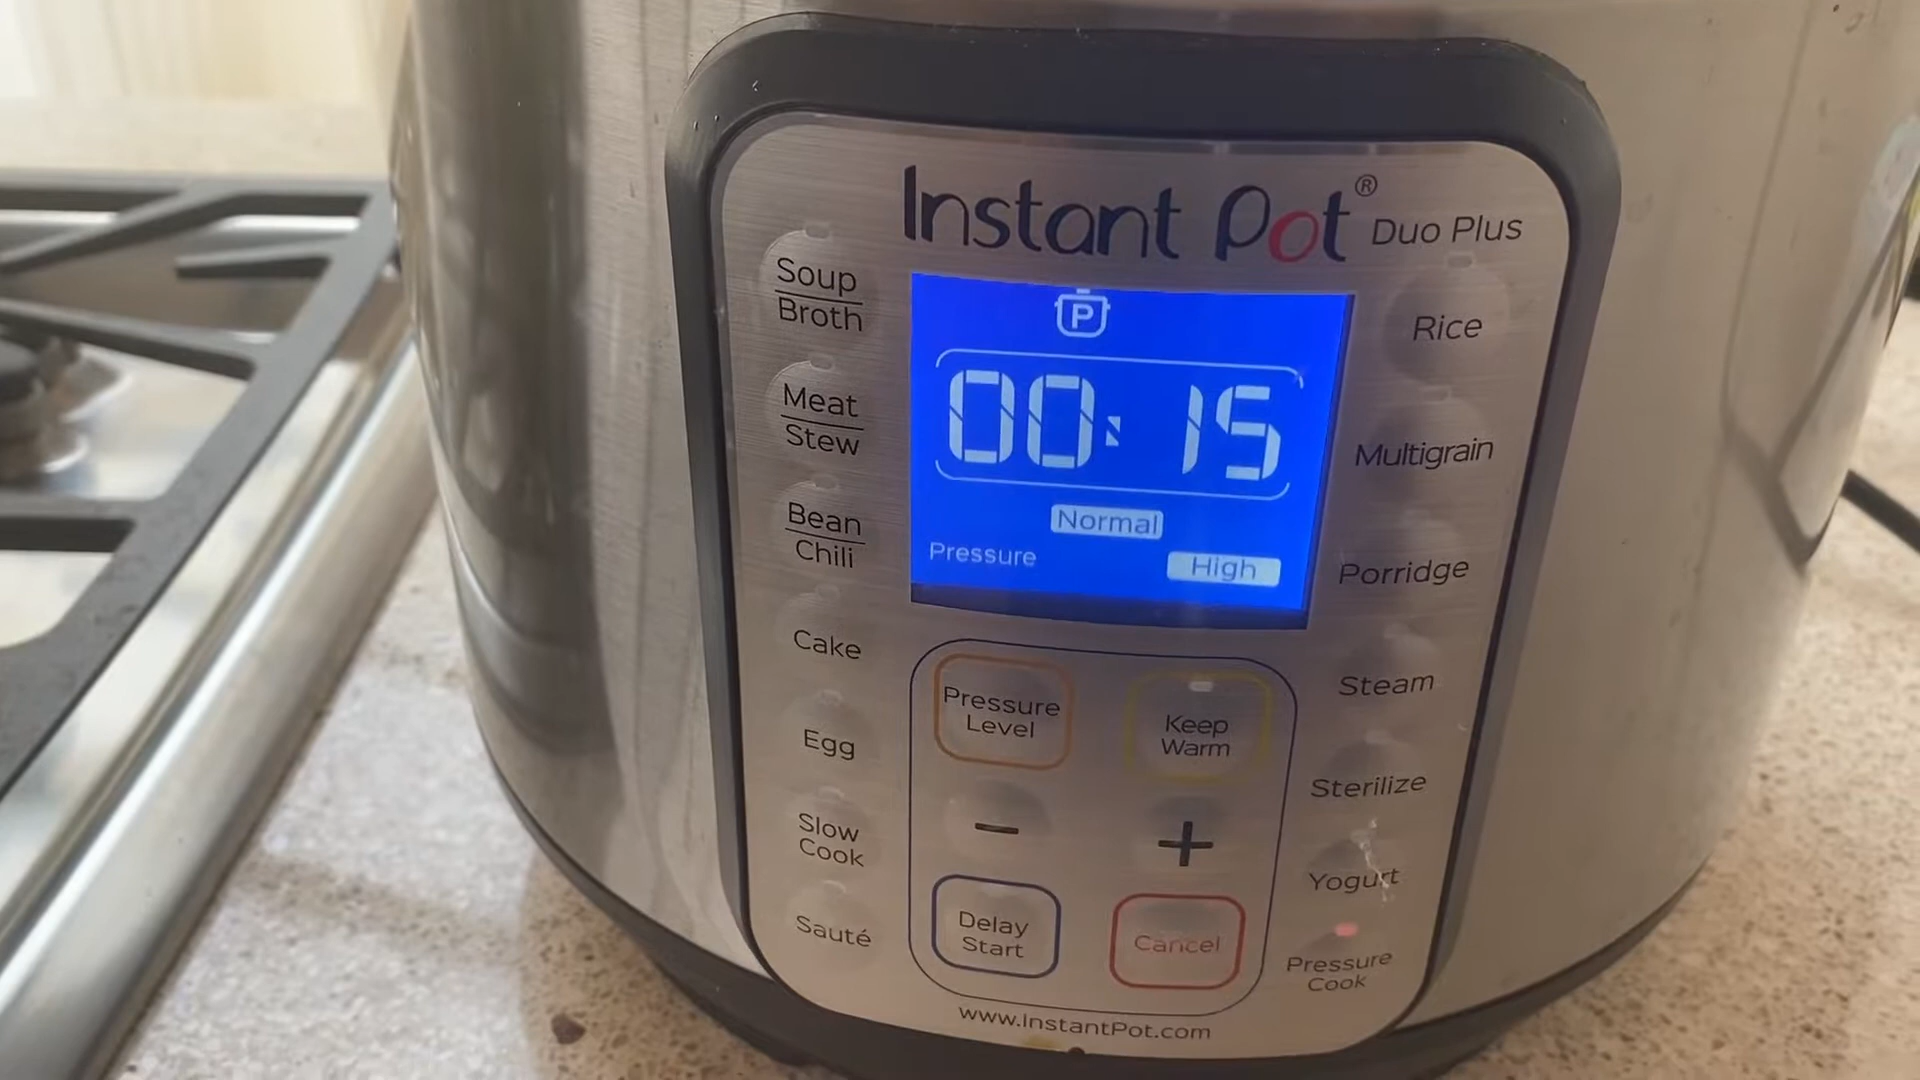 Instant Pot® Duo Plus
Soup
Broth
Meat
Stew
Bean
Chili
Cake
Egg
Slow
Cook
Sauté
P
00:15
Normal
Pressure High
Pressure
Level
Keep
Warm
−
+
Delay
Start
Cancel
Rice
Multigrain
Porridge
Steam
Sterilize
Yogurt
Pressure
Cook
www.InstantPot.com